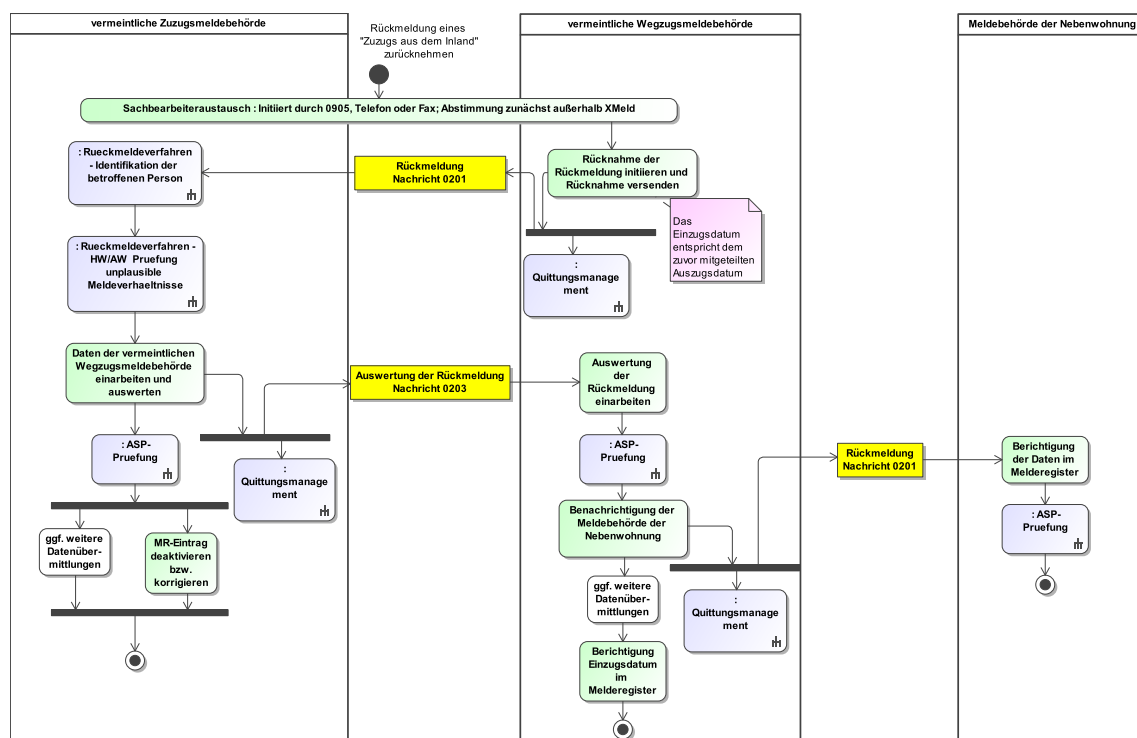 vermeintliche Zuzugsmeldebehörde
vermeintliche Wegzugsmeldebehörde
Meldebehörde der Nebenwohnung
Rückmeldung eines
"Zuzugs aus dem Inland"
zurücknehmen
Sachbearbeiteraustausch : Initiiert durch 0905, Telefon oder Fax; Abstimmung zunächst außerhalb XMeld
: Rueckmeldeverfahren
- Identifikation der
betroffenen Person
Rückmeldung
Nachricht 0201
Rücknahme der
Rückmeldung initiieren und
Rücknahme versenden
Das
Einzugsdatum
entspricht dem
zuvor mitgeteilten
Auszugsdatum
: Rueckmeldeverfahren -
HW/AW Pruefung
unplausible
Meldeverhaeltnisse
:
Quittungsmanage
ment
Daten der vermeintlichen
Wegzugsmeldebehörde
einarbeiten und
auswerten
Auswertung der Rückmeldung
Nachricht 0203
Auswertung
der
Rückmeldung
einarbeiten
: ASP-
Pruefung
:
Quittungsmanage
ment
: ASP-
Pruefung
Rückmeldung
Nachricht 0201
Berichtigung
der Daten im
Melderegister
ggf. weitere
Datenüber-
mittlungen
MR-Eintrag
deaktivieren
bzw.
korrigieren
Benachrichtigung der
Meldebehörde der
Nebenwohnung
: ASP-
Pruefung
ggf. weitere
Datenüber-
mittlungen
:
Quittungsmanage
ment
Berichtigung
Einzugsdatum
im
Melderegister